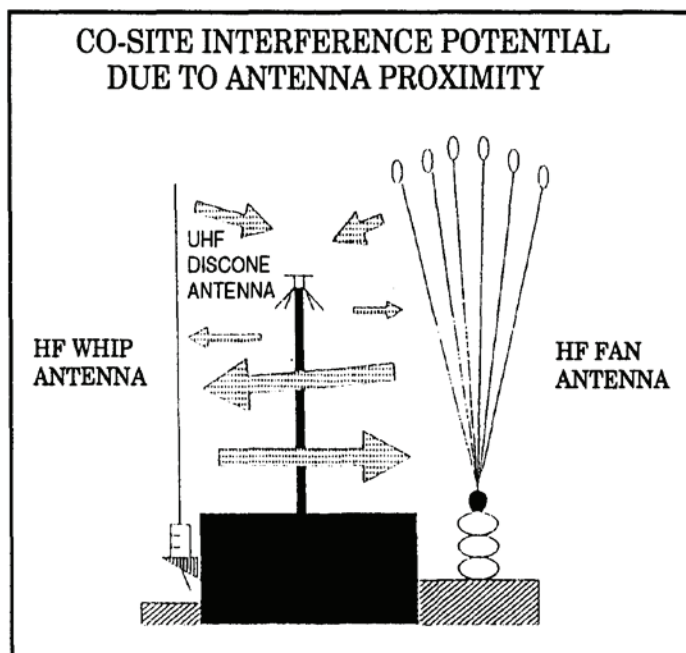 CO-SITE INTERFERENCE POTENTIAL
DUE TO ANTENNA PROXIMITY
UHF
DISCONE
ANTENNA
HF WHIP
ANTENNA
HF FAN
ANTENNA